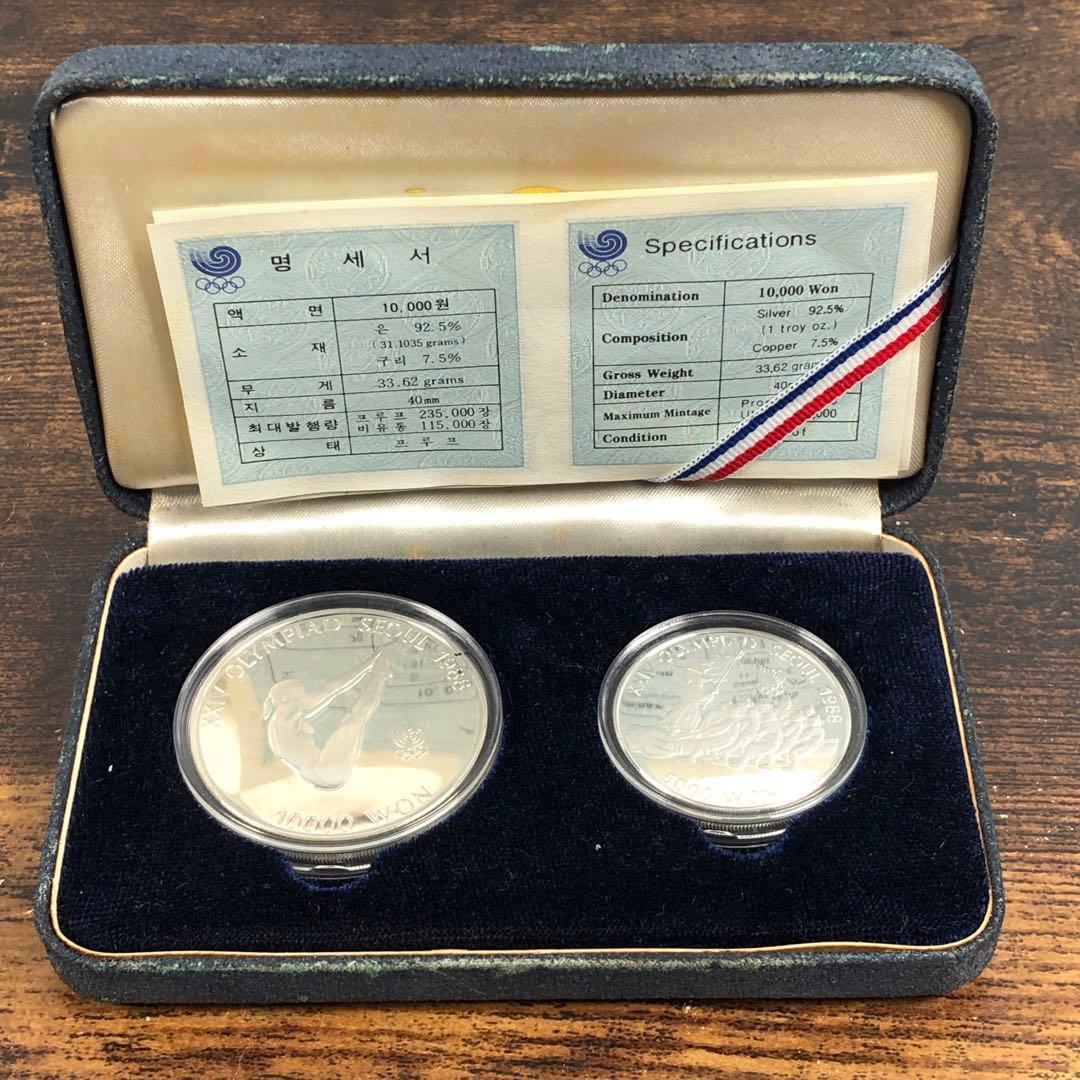 명 세 서
액 면 10,000원
소 재 은 92.5%
(31.1035 grams)
구리 7.5%
무 게 33.62 grams
지 름 40mm
최대발행량 프루프 235,000장
비유통 115,000장
상 태 프루프
Specifications
Denomination 10,000 Won
Composition Silver 92.5%
(1 troy oz.)
Copper 7.5%
Gross Weight 33,62
Diameter
Maximum Mintage
Condition
XXIV OLYMPIAD SEOUL 1988
10000 WON
XXIV OLYMPIAD SEOUL 1988
5000 WON